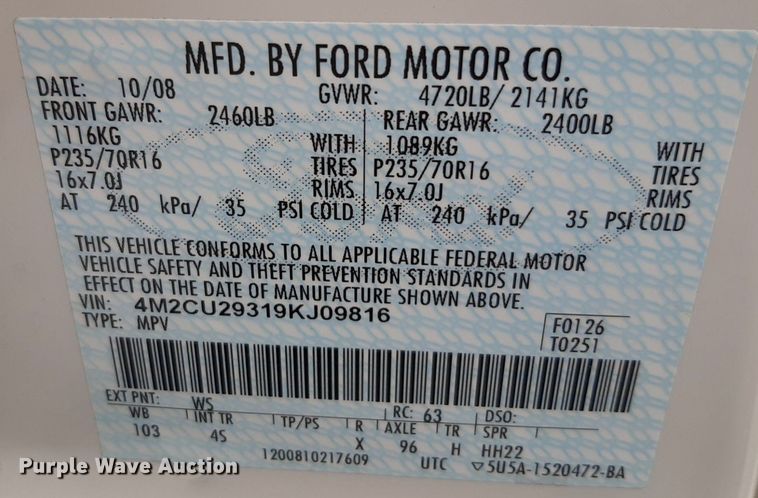 MFD. BY FORD MOTOR CO.
DATE: 10/08 GVWR: 4720LB/ 2141KG
FRONT GAWR: 2460LB REAR GAWR: 2400LB
1116KG WITH 1089KG WITH
P235/70R16 TIRES P235/70R16 TIRES
16x7.0J RIMS 16x7.0J RIMS
AT 240 kPa/ 35 PSI COLD AT 240 kPa/ 35 PSI COLD
THIS VEHICLE CONFORMS TO ALL APPLICABLE FEDERAL MOTOR
VEHICLE SAFETY AND THEFT PREVENTION STANDARDS IN
EFFECT ON THE DATE OF MANUFACTURE SHOWN ABOVE.
VIN: 4M2CU29319KJ09816
TYPE: MPV F0126
T0251
EXT PNT: WS RC: 63 DSO:
WB INT TR TP/PS R AXLE TR SPR
103 4S X 96 H HH22
1200810217609 UTC ▽5U5A-1520472-BA
Purple Wave Auction